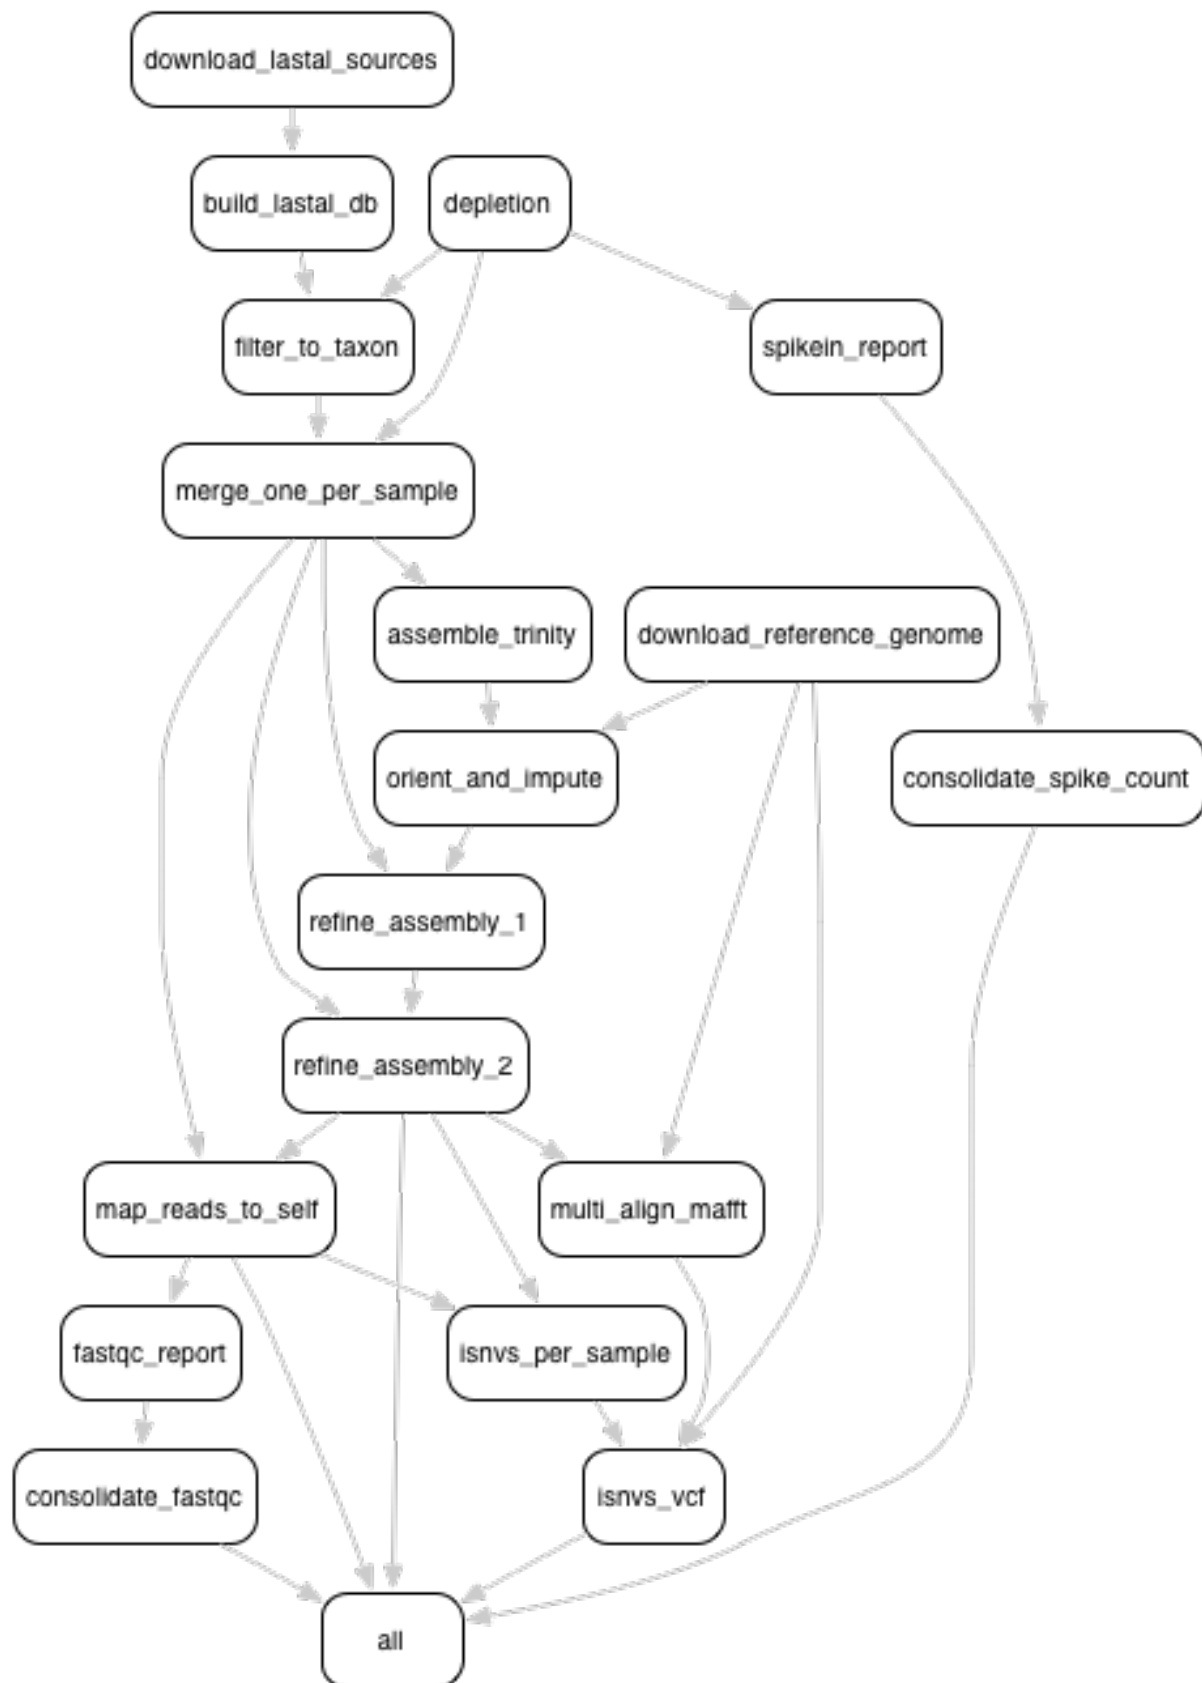 download_lastal_sources
build_lastal_db
depletion
filter_to_taxon
spikein_report
merge_one_per_sample
assemble_trinity
download_reference_genome
orient_and_impute
consolidate_spike_count
refine_assembly_1
refine_assembly_2
map_reads_to_self
multi_align_mafft
fastqc_report
isnvs_per_sample
consolidate_fastqc
isnvs_vcf
all